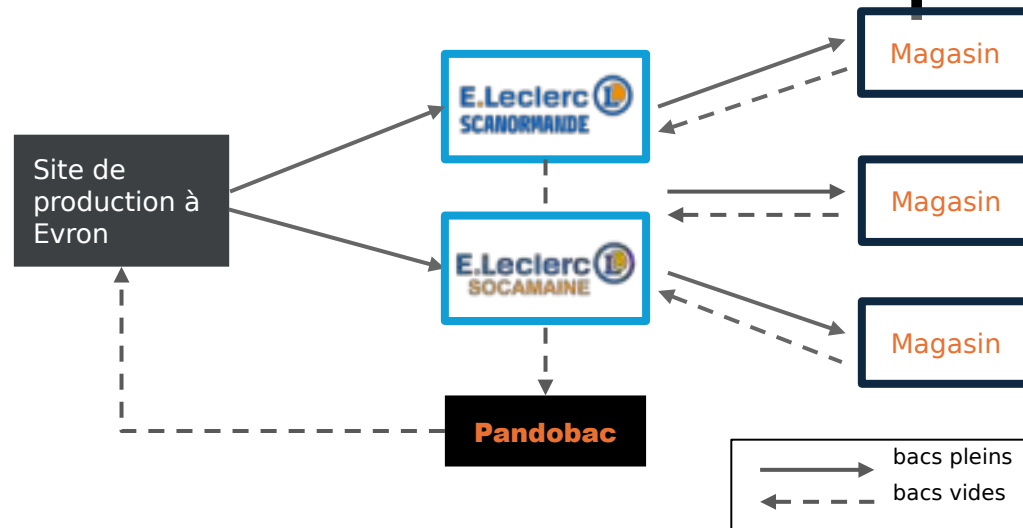 Magasin
E.Leclerc L
SCANORMANDE
Site de
production à
Evron
Magasin
E.Leclerc L
SOCAMAINE
Magasin
Pandobac
bacs pleins
bacs vides